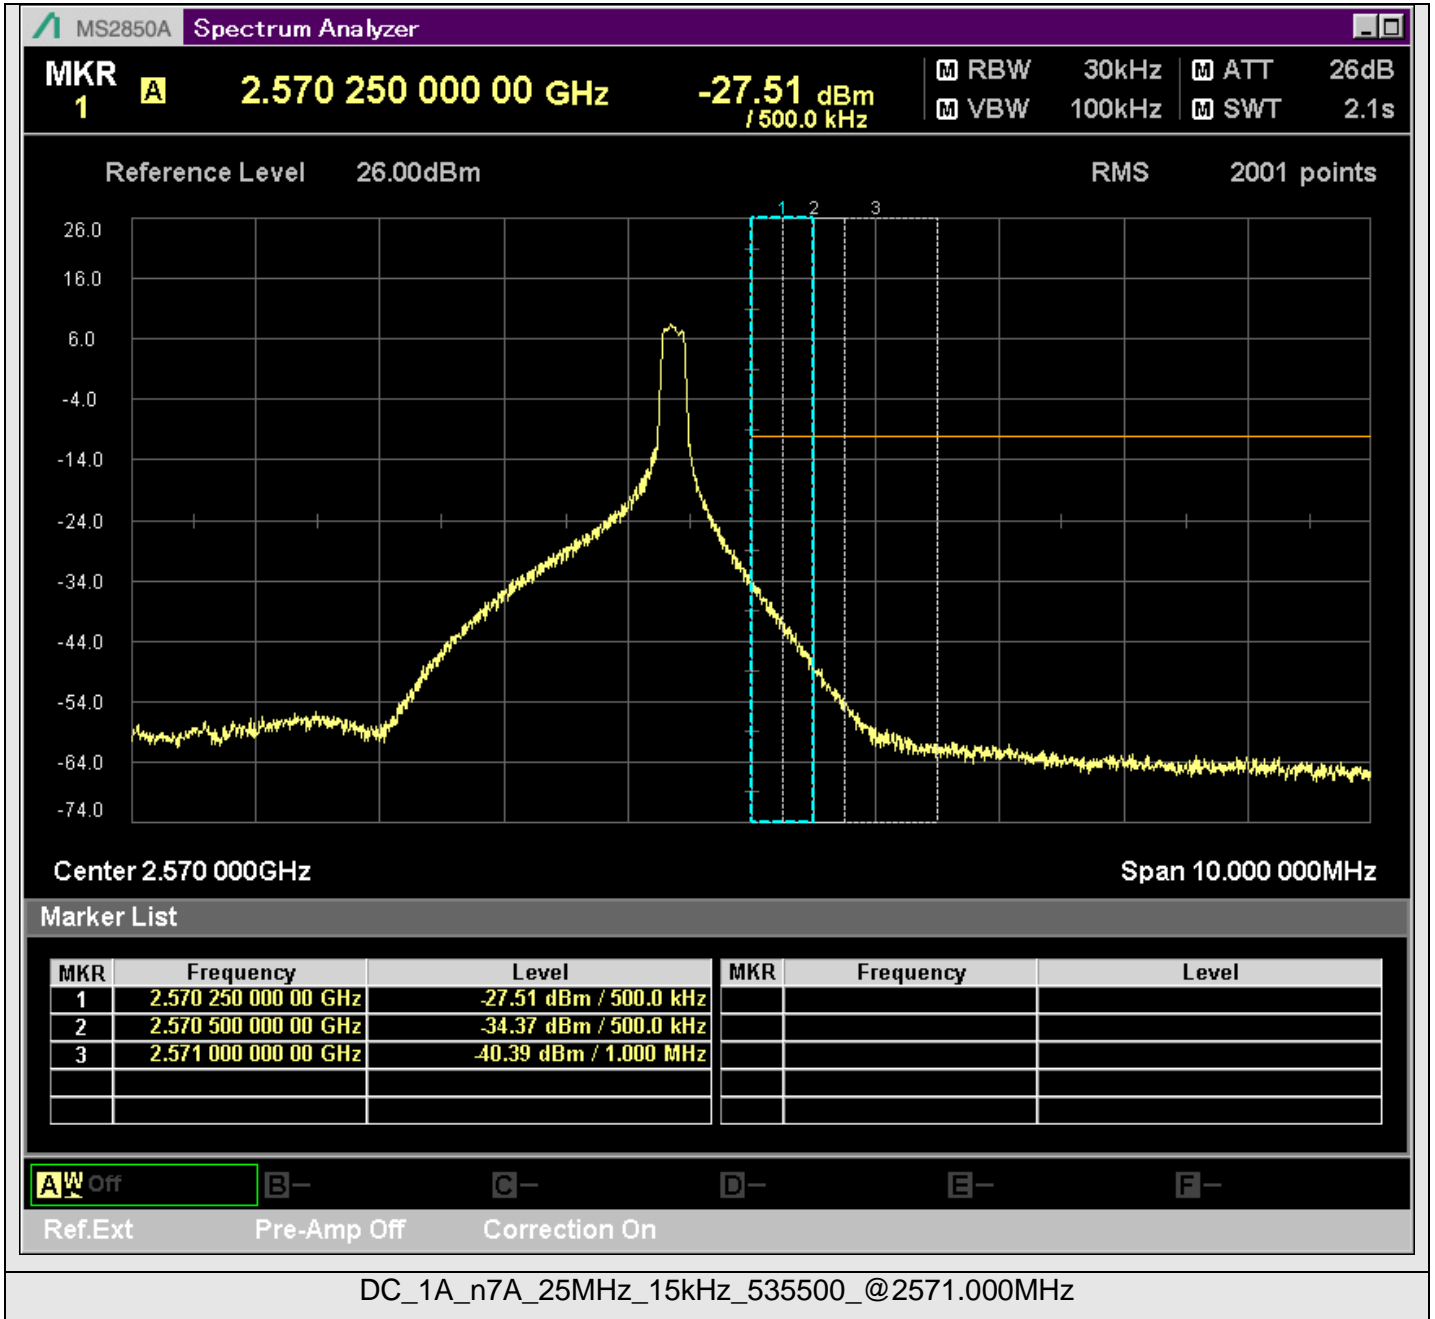 MS2850A Spectrum Analyzer
MKR 1 A 2.570 250 000 00 GHz -27.51 dBm / 500.0 kHz
M RBW 30kHz M ATT 26dB
M VBW 100kHz M SWT 2.1s
Reference Level 26.00dBm RMS 2001 points
1 2 3
26.0
16.0
6.0
-4.0
-14.0
-24.0
-34.0
-44.0
-54.0
-64.0
-74.0
Center 2.570 000GHz Span 10.000 000MHz
Marker List
MKR Frequency Level MKR Frequency Level
1 2.570 250 000 00 GHz -27.51 dBm / 500.0 kHz
2 2.570 500 000 00 GHz -34.37 dBm / 500.0 kHz
3 2.571 000 000 00 GHz -40.39 dBm / 1.000 MHz
A W Off B - C - D - E - F -
Ref.Ext Pre-Amp Off Correction On
DC_1A_n7A_25MHz_15kHz_535500_@2571.000MHz